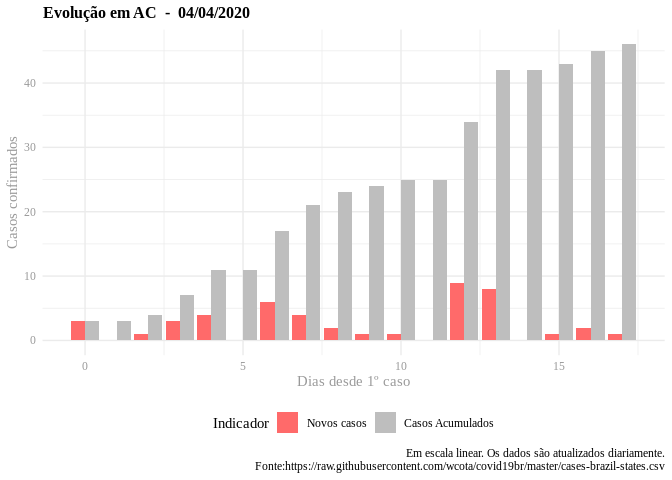 Evolução em AC - 04/04/2020
Casos confirmados
40
30
20
10
0
0 5 10 15
Dias desde 1º caso
Indicador Novos casos Casos Acumulados
Em escala linear. Os dados são atualizados diariamente.
Fonte:https://raw.githubusercontent.com/wcota/covid19br/master/cases-brazil-states.csv